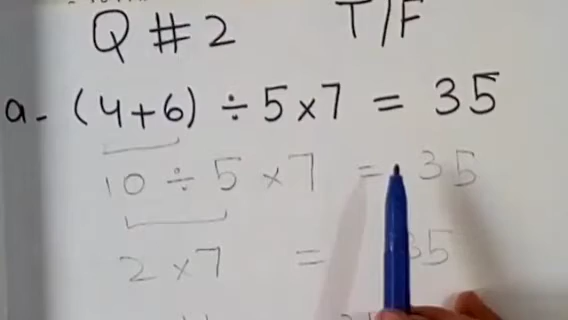 Q # 2 T/F
a- (4+6) ÷ 5 × 7 = 35
10 ÷ 5 × 7 = 35
2 × 7 = 35